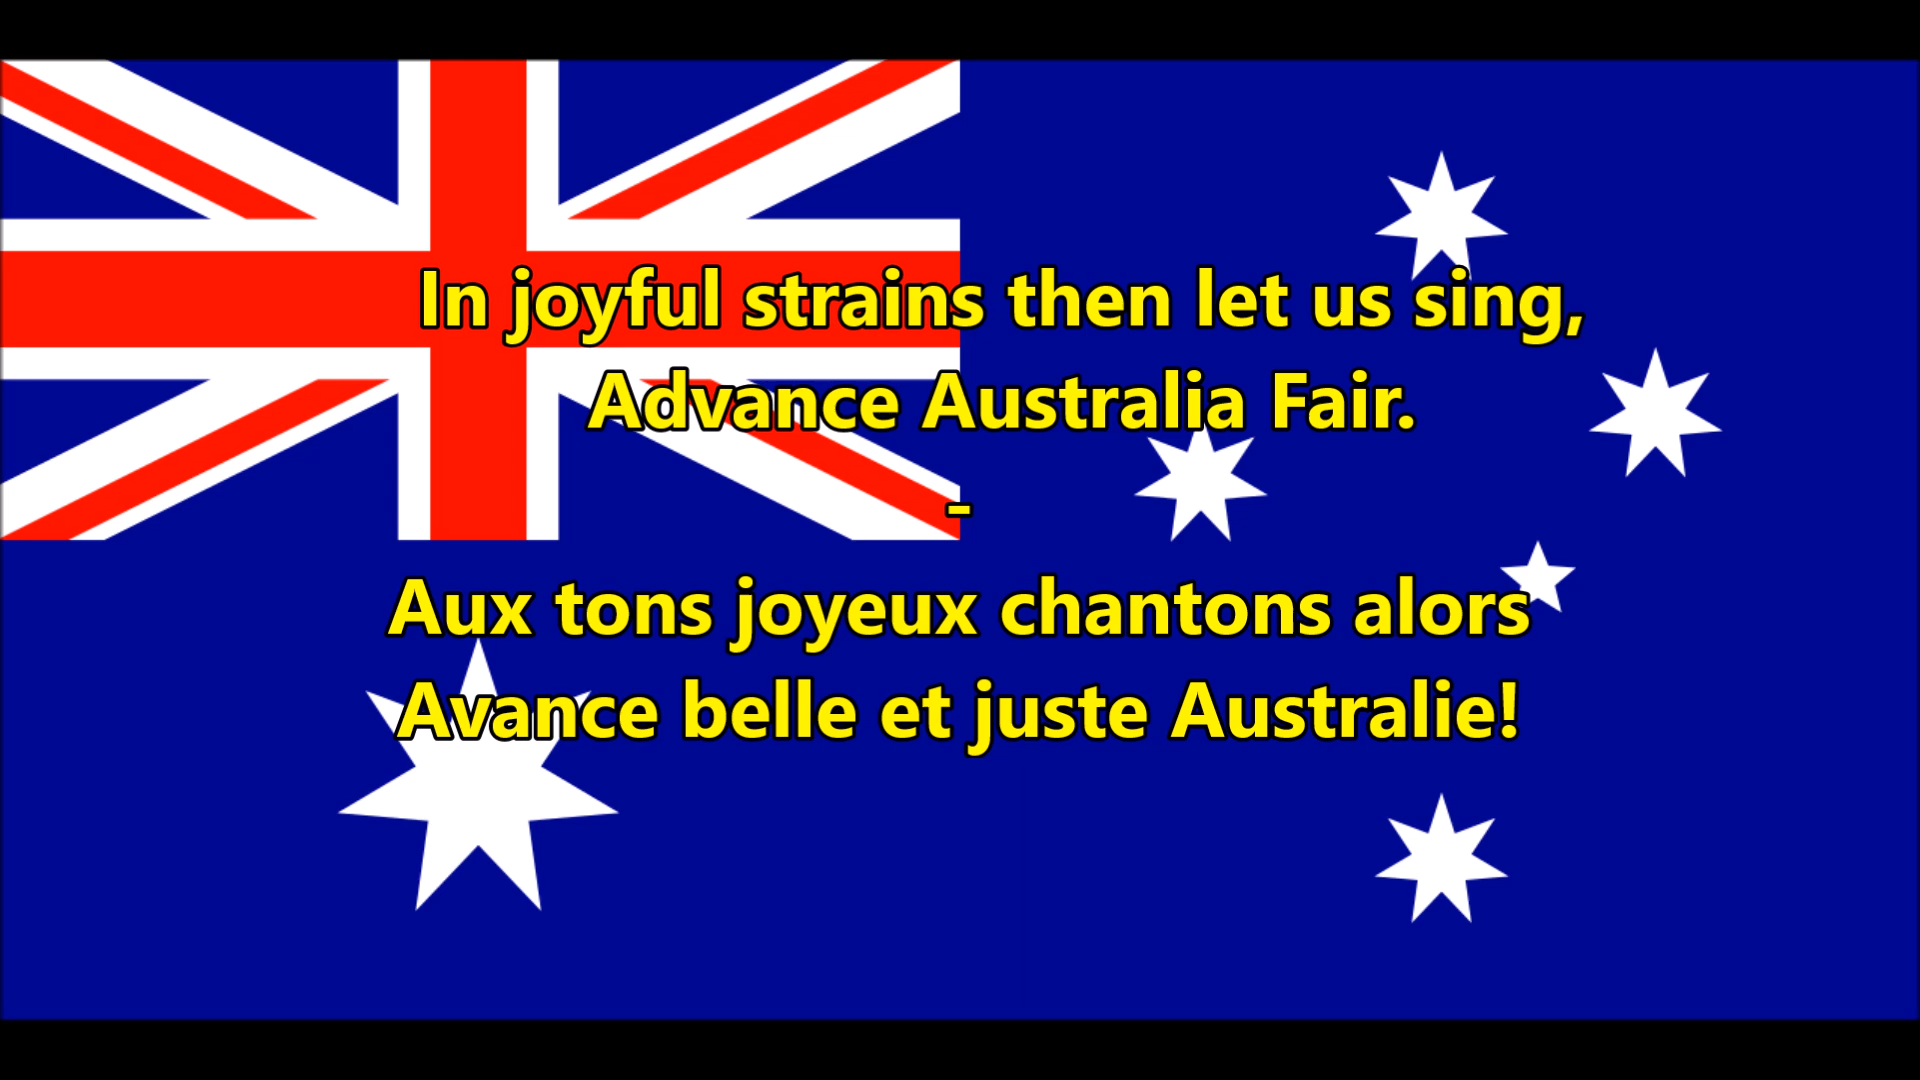 In joyful strains then let us sing,
Advance Australia Fair.
-
Aux tons joyeux chantons alors
Avance belle et juste Australie!